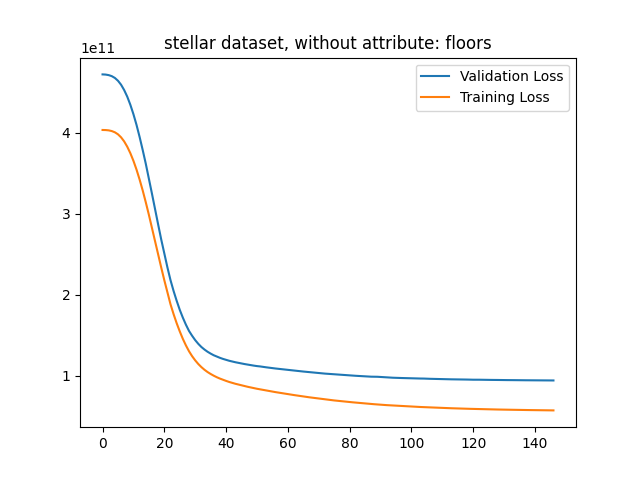 stellar dataset, without attribute: floors
1e11
Validation Loss
Training Loss
4
3
2
1
0 20 40 60 80 100 120 140